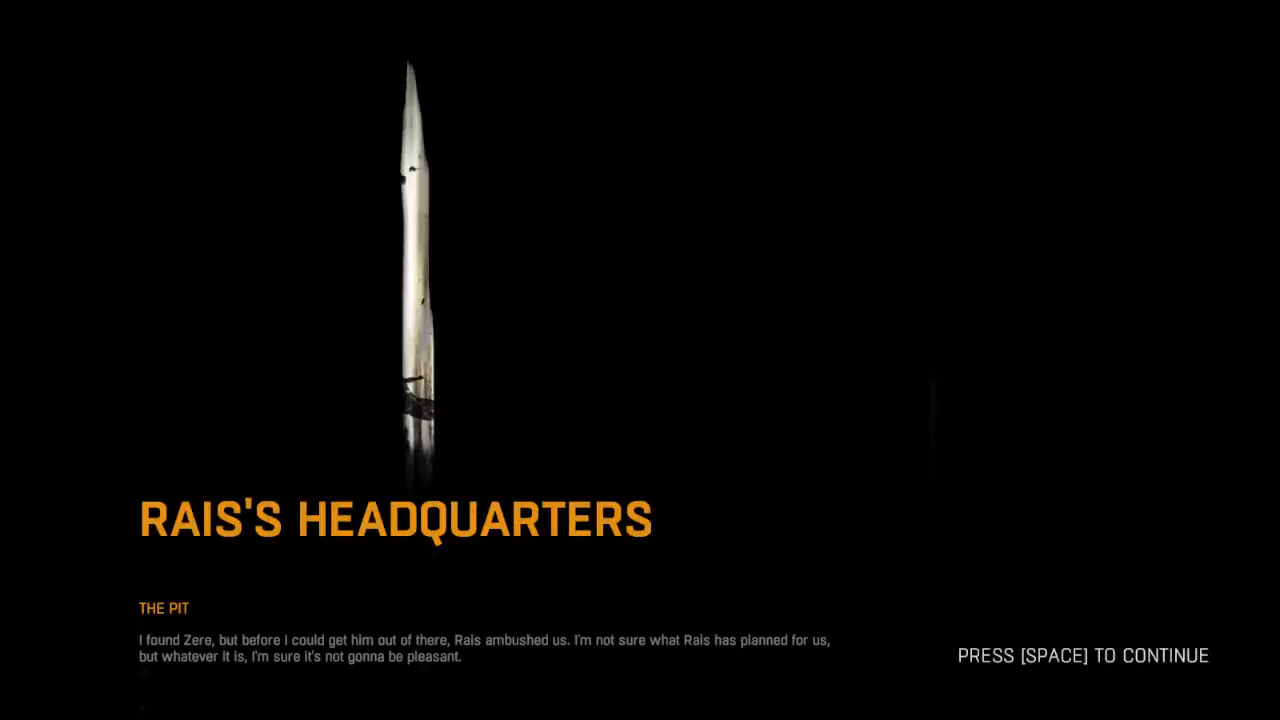 RAIS'S HEADQUARTERS
THE PIT
I found Zere, but before I could get him out of there, Rais ambushed us. I'm not sure what Rais has planned for us,
but whatever it is, I'm sure it's not gonna be pleasant.
PRESS [SPACE] TO CONTINUE